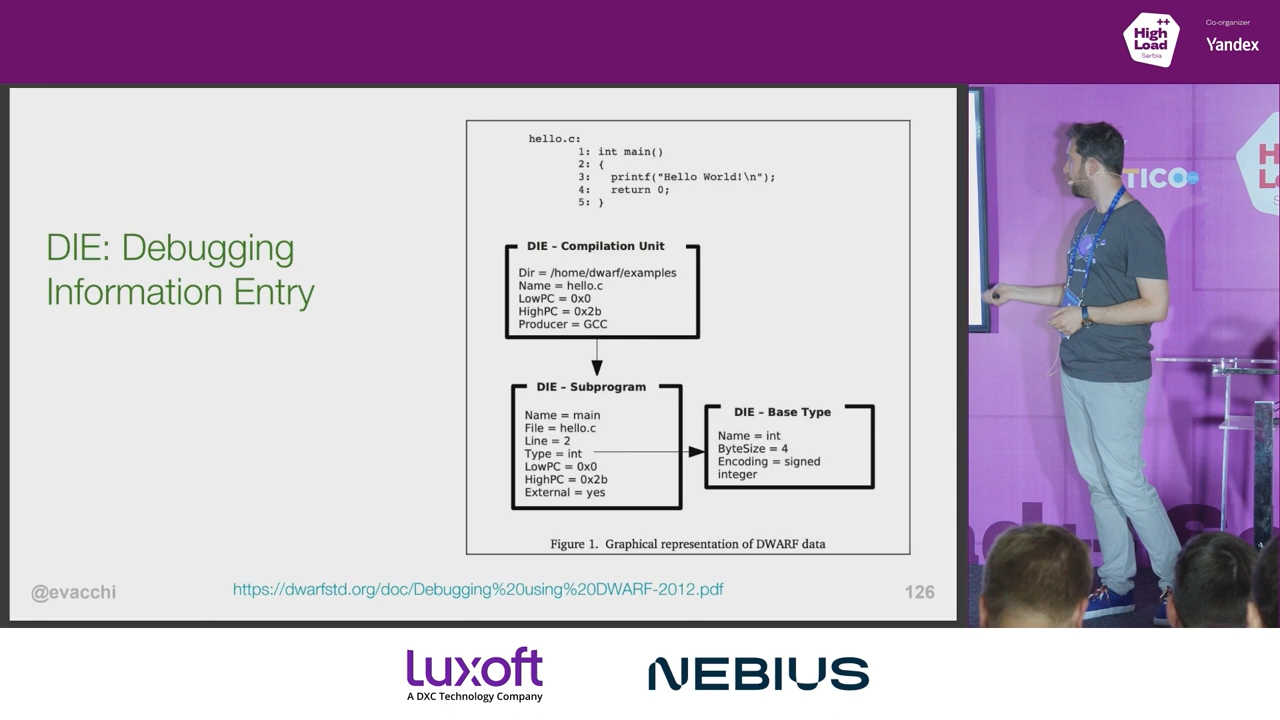 ++
High
Load
Serbia
Co-organizer
Yandex
DIE: Debugging
Information Entry
hello.c:
1: int main()
2: {
3: printf("Hello World!\n");
4: return 0;
5: }
DIE – Compilation Unit
Dir = /home/dwarf/examples
Name = hello.c
LowPC = 0x0
HighPC = 0x2b
Producer = GCC
DIE – Subprogram
Name = main
File = hello.c
Line = 2
Type = int
LowPC = 0x0
HighPC = 0x2b
External = yes
DIE – Base Type
Name = int
ByteSize = 4
Encoding = signed
integer
Figure 1. Graphical representation of DWARF data
@evacchi
https://dwarfstd.org/doc/Debugging%20using%20DWARF-2012.pdf
126
TICO
luxoft
A DXC Technology Company
NEBIUS